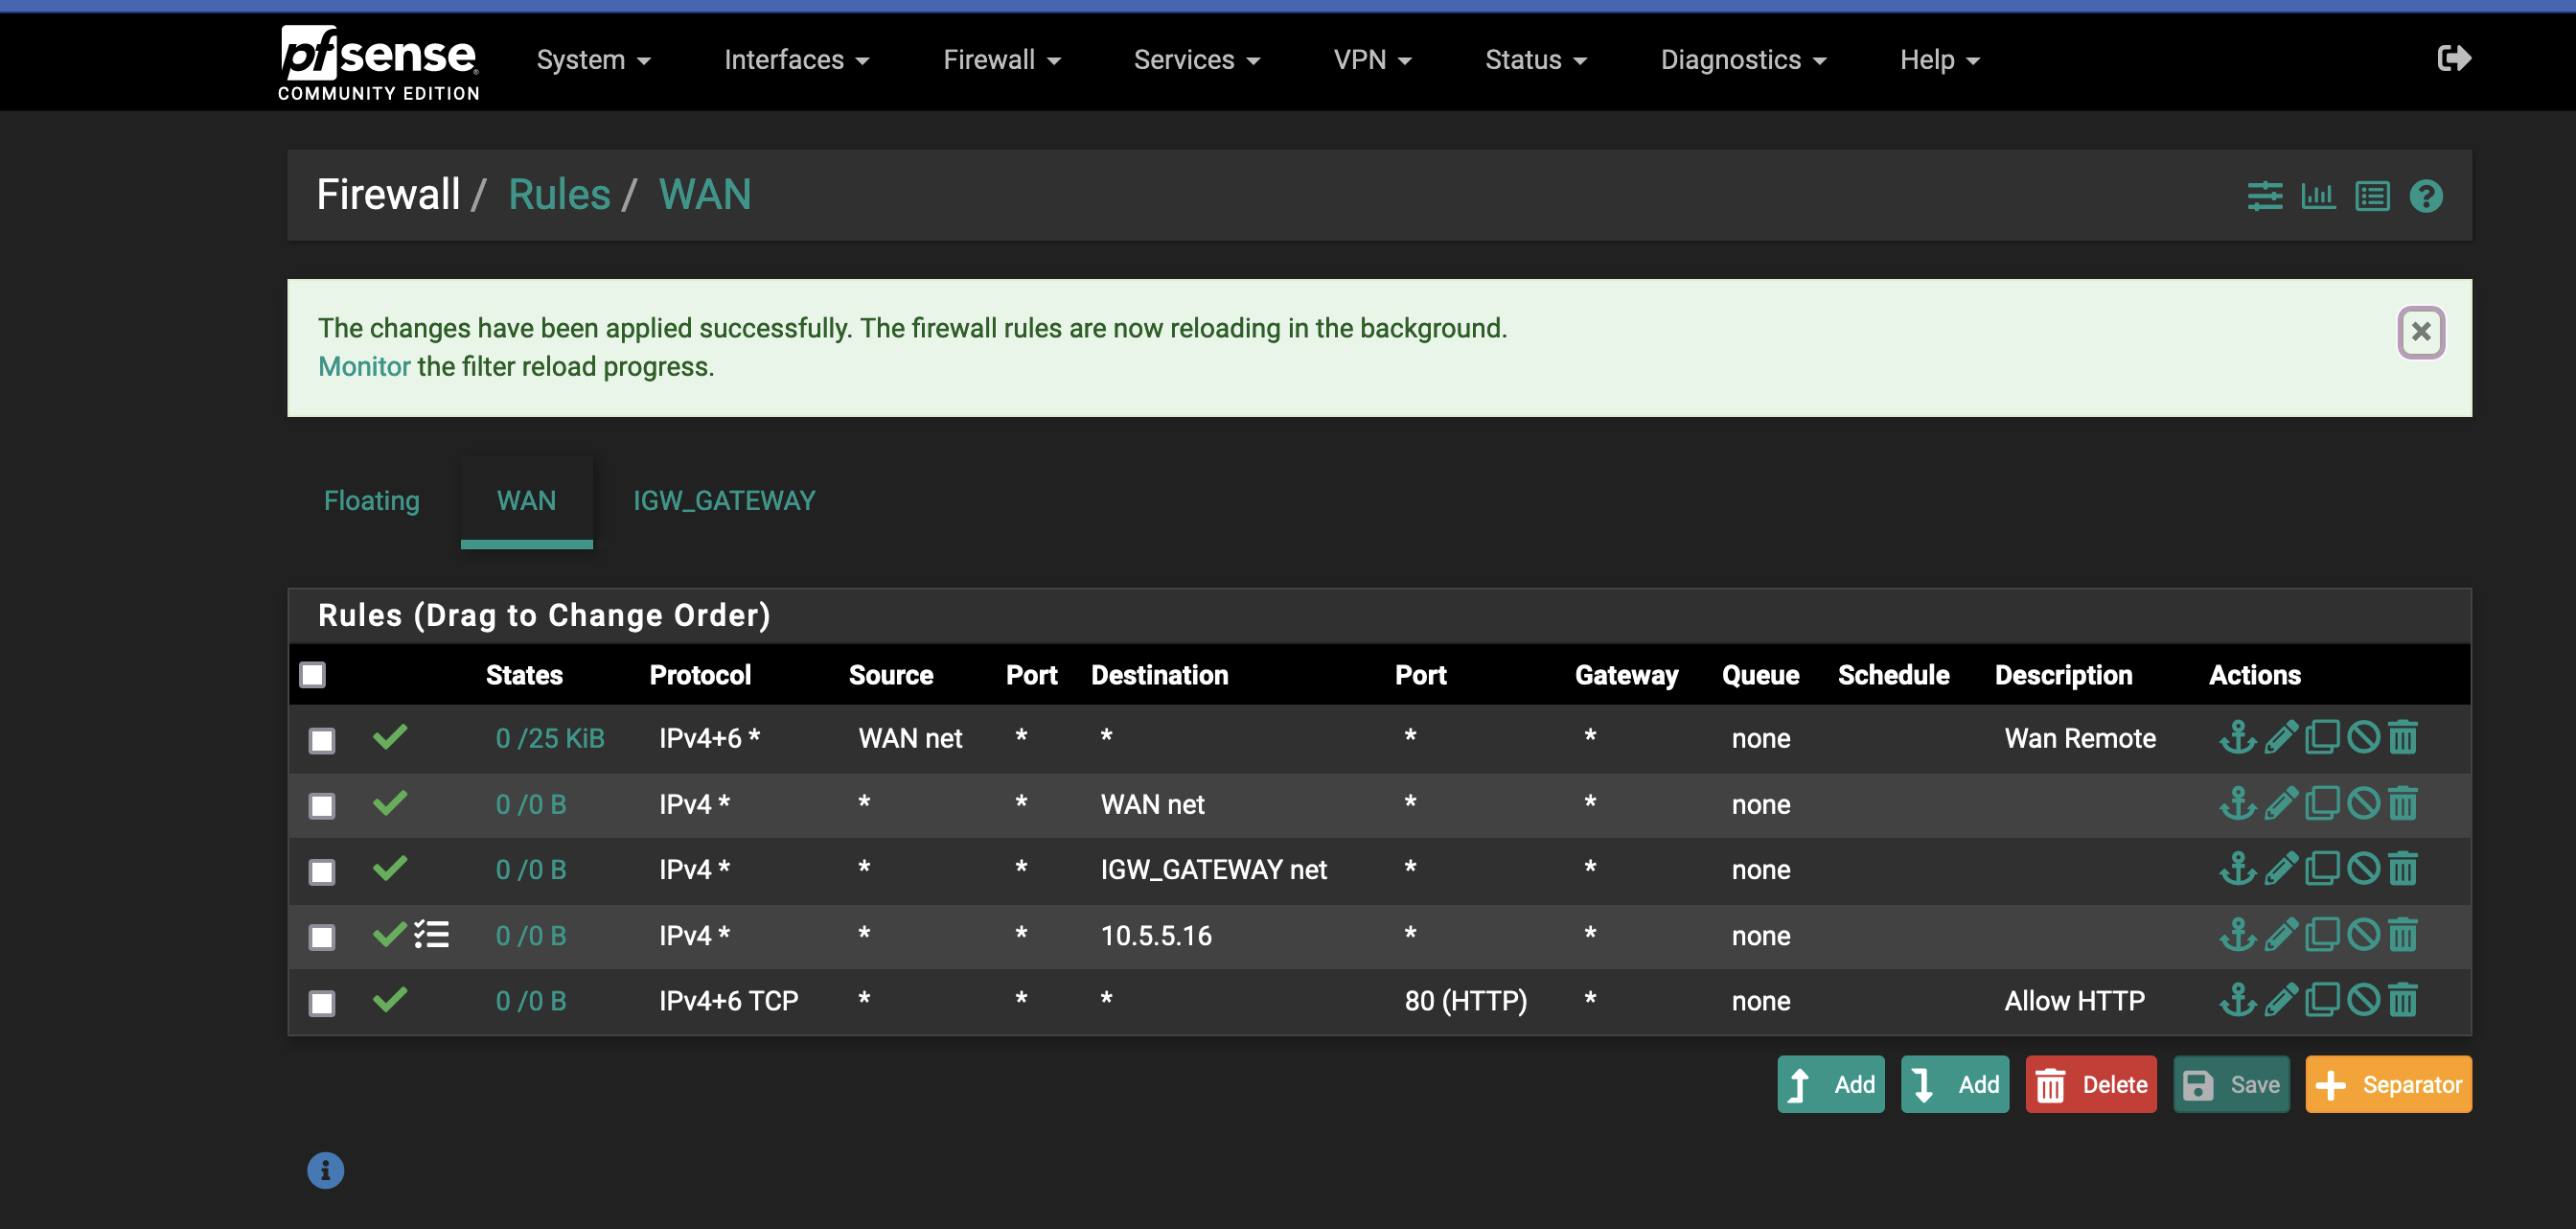 pfsense
COMMUNITY EDITION
System Interfaces Firewall Services VPN Status Diagnostics Help
Firewall / Rules / WAN
The changes have been applied successfully. The firewall rules are now reloading in the background.
Monitor the filter reload progress.
Floating WAN IGW_GATEWAY
Rules (Drag to Change Order)
States Protocol Source Port Destination Port Gateway Queue Schedule Description Actions
0 /25 KiB IPv4+6 * WAN net * * * * none Wan Remote
0 /0 B IPv4 * * * WAN net * * none
0 /0 B IPv4 * * * IGW_GATEWAY net * * none
0 /0 B IPv4 * * * 10.5.5.16 * * none
0 /0 B IPv4+6 TCP * * * 80 (HTTP) * none Allow HTTP
Add Add Delete Save Separator